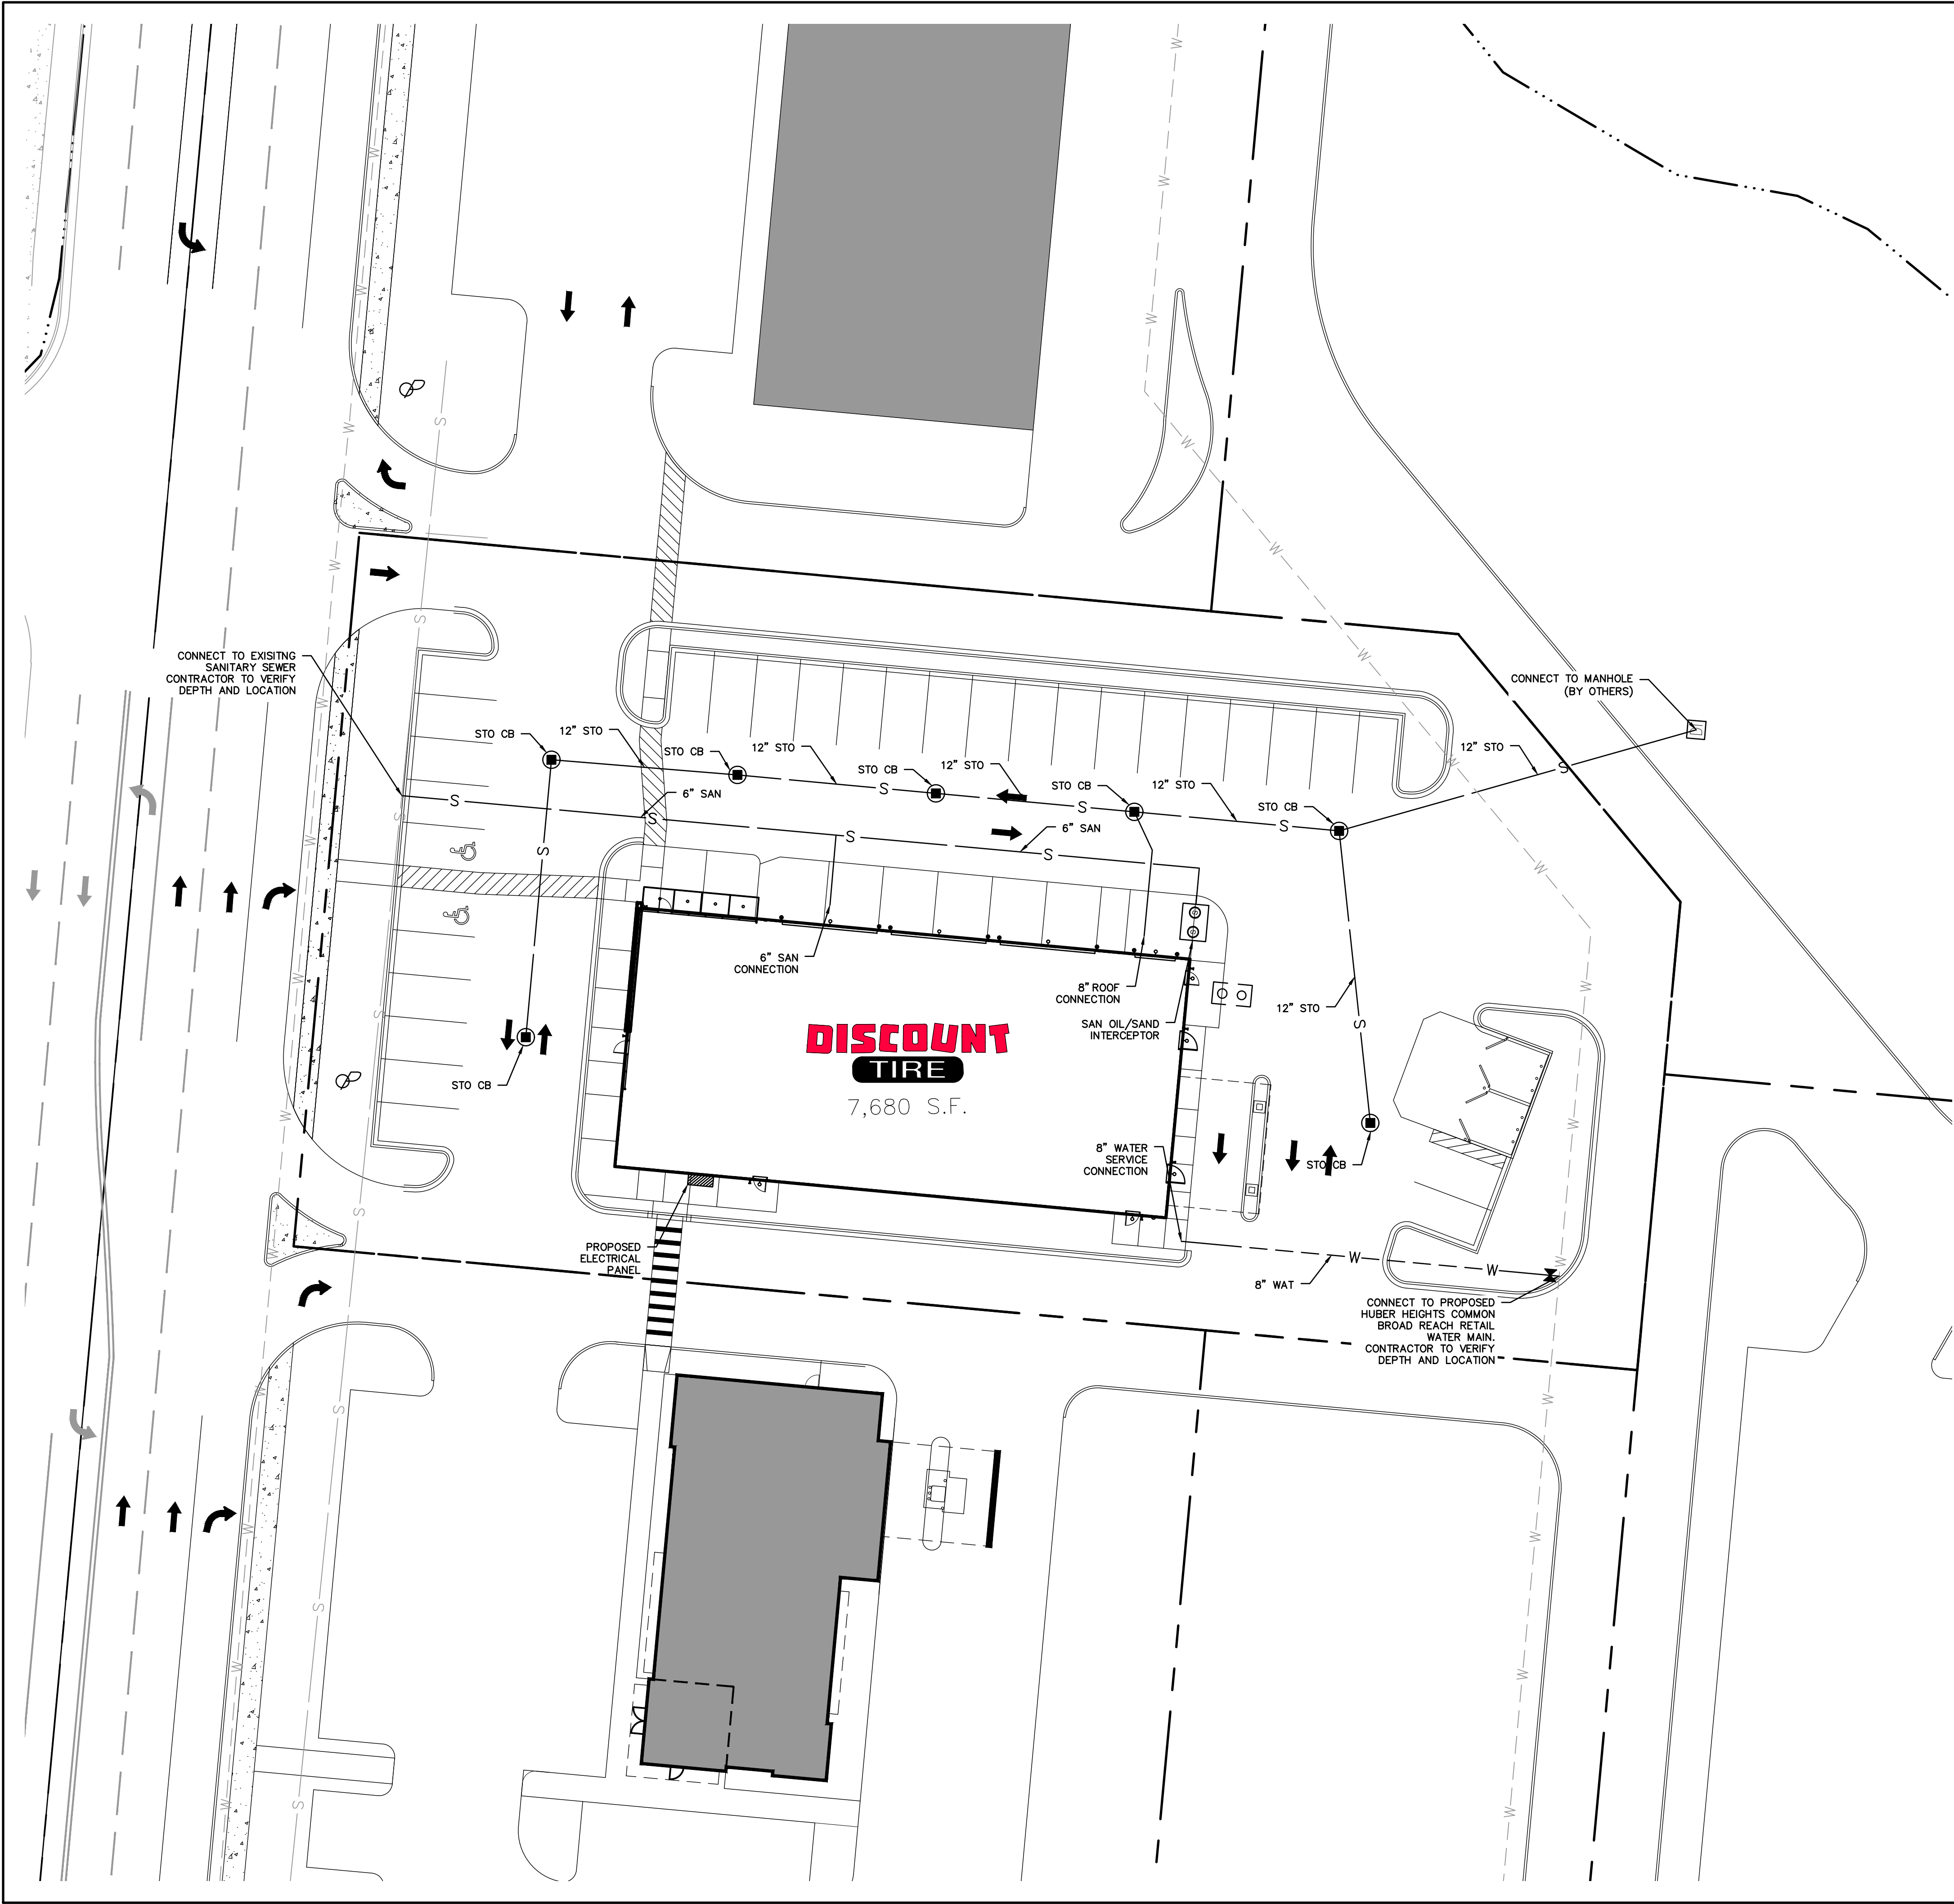 CONNECT TO EXISITNG
SANITARY SEWER
CONTRACTOR TO VERIFY
DEPTH AND LOCATION
CONNECT TO MANHOLE
(BY OTHERS)
STO CB
12" STO
STO CB
12" STO
STO CB
12" STO
STO CB
12" STO
STO CB
12" STO
6" SAN
6" SAN
6" SAN
CONNECTION
8" ROOF
CONNECTION
SAN OIL/SAND
INTERCEPTOR
12" STO
STO CB
DISCOUNT
TIRE
7,680 S.F.
8" WATER
SERVICE
CONNECTION
STO CB
PROPOSED
ELECTRICAL
PANEL
8" WAT
CONNECT TO PROPOSED
HUBER HEIGHTS COMMON
BROAD REACH RETAIL
WATER MAIN.
CONTRACTOR TO VERIFY
DEPTH AND LOCATION
S
S
S
S
S
S
S
S
S
S
W
W